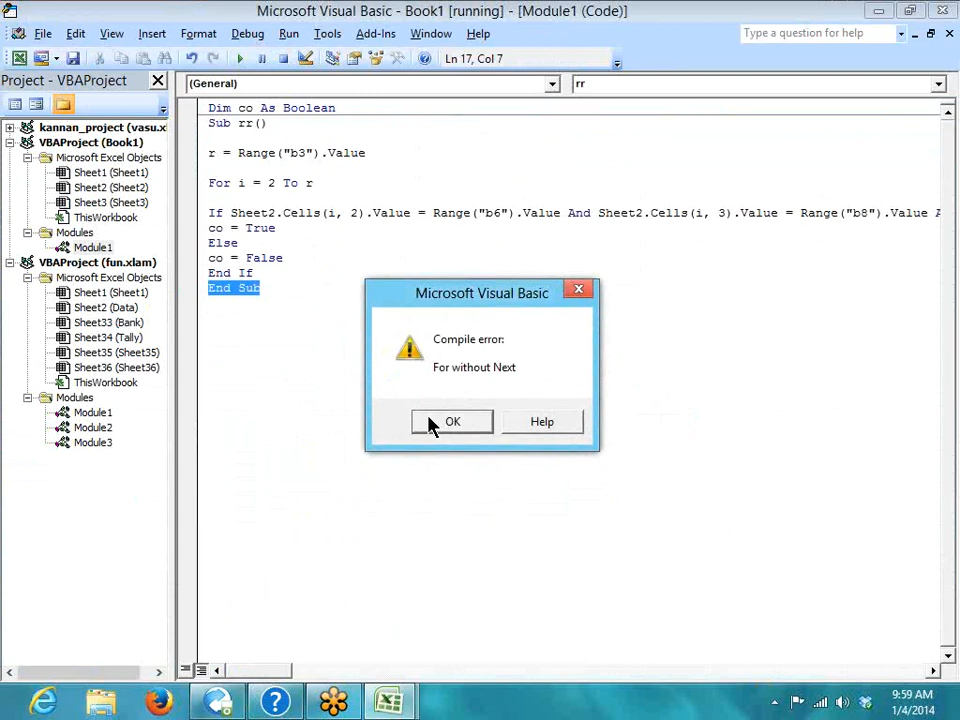 Microsoft Visual Basic - Book1 [running] - [Module1 (Code)]
File Edit View Insert Format Debug Run Tools Add-Ins Window Help
Type a question for help
Ln 17, Col 7
Project - VBAProject
(General)
rr
kannan_project (vasu.xl
VBAProject (Book1)
Microsoft Excel Objects
Sheet1 (Sheet1)
Sheet2 (Sheet2)
Sheet3 (Sheet3)
ThisWorkbook
Modules
Module1
VBAProject (fun.xlam)
Microsoft Excel Objects
Sheet1 (Sheet1)
Sheet2 (Data)
Sheet33 (Bank)
Sheet34 (Tally)
Sheet35 (Sheet35)
Sheet36 (Sheet36)
ThisWorkbook
Modules
Module1
Module2
Module3
Dim co As Boolean
Sub rr()
r = Range("b3").Value
For i = 2 To r
If Sheet2.Cells(i, 2).Value = Range("b6").Value And Sheet2.Cells(i, 3).Value = Range("b8").Value A
co = True
Else
co = False
End If
End Sub
Microsoft Visual Basic
Compile error:
For without Next
OK
Help
9:59 AM
1/4/2014